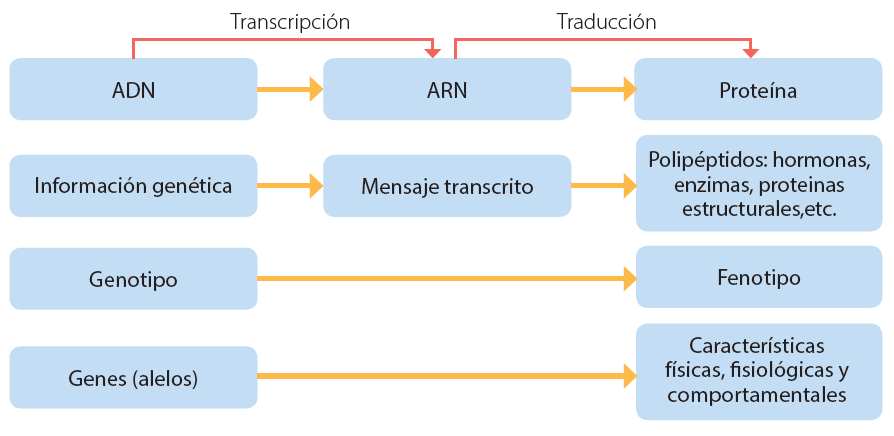 Transcripción
Traducción
ADN
ARN
Proteína
Información genética
Mensaje transcrito
Polipéptidos: hormonas,
enzimas, proteinas
estructurales,etc.
Genotipo
Fenotipo
Genes (alelos)
Características
físicas, fisiológicas y
comportamentales